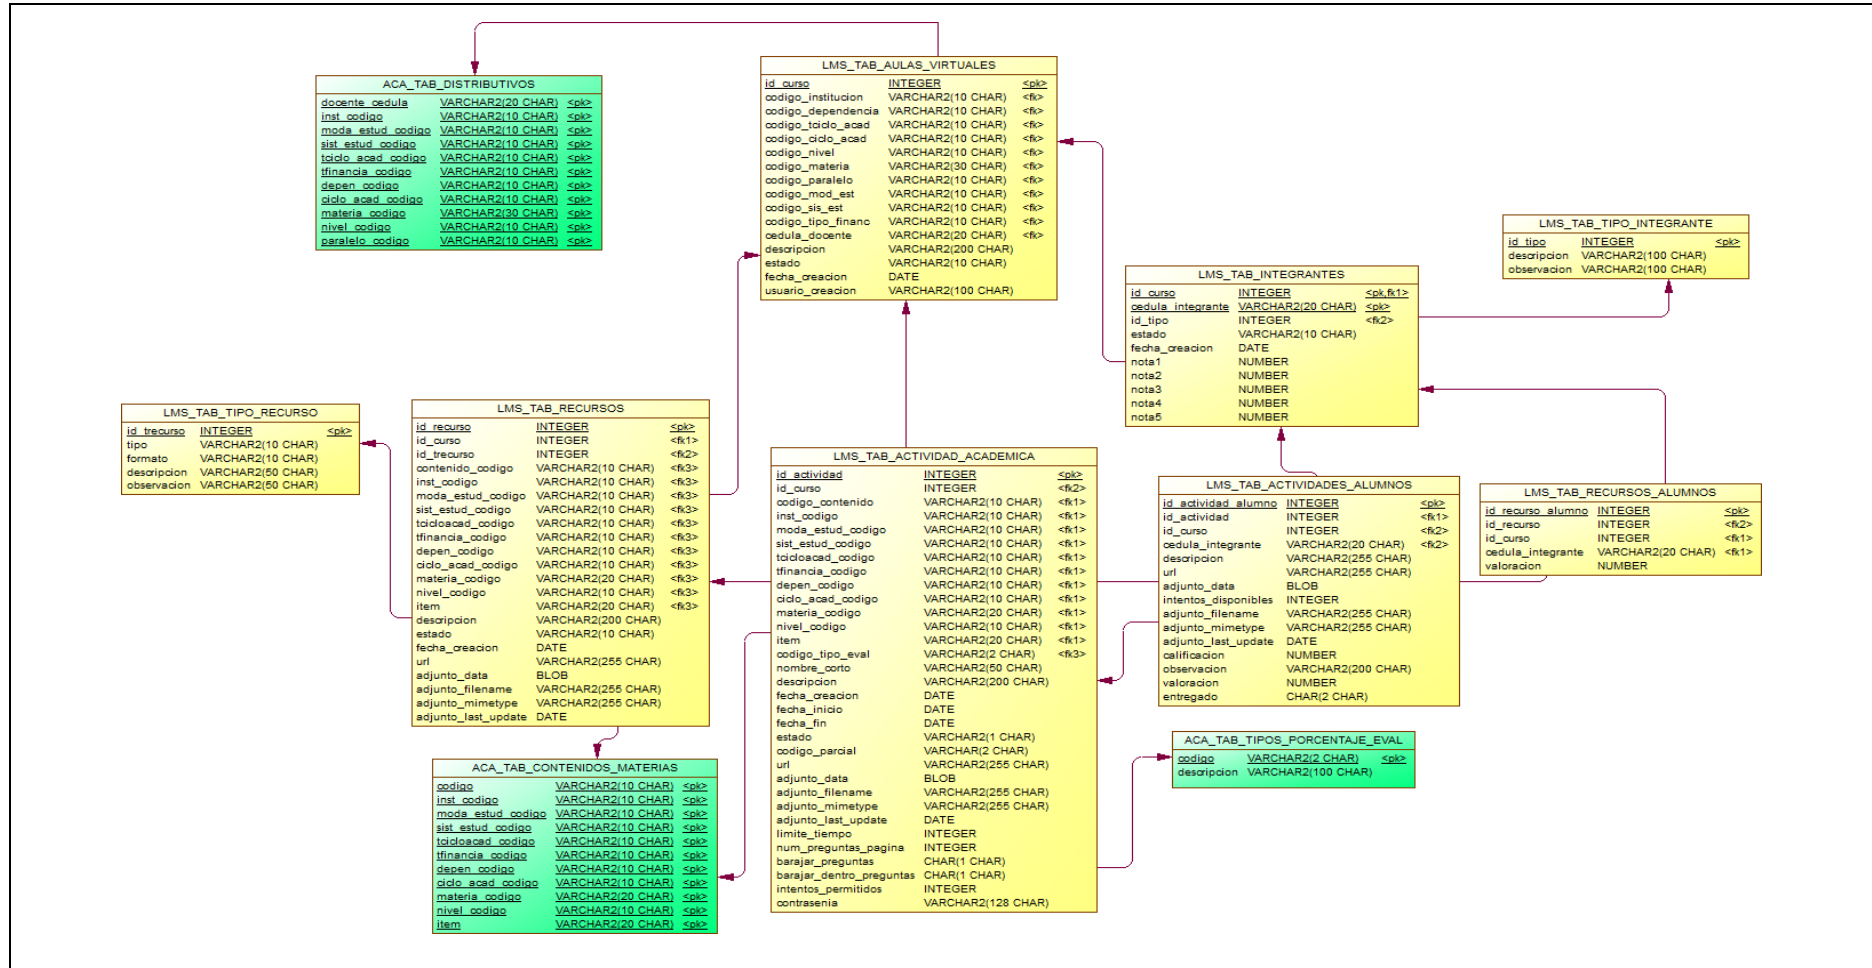 ACA_TAB_DISTRIBUTIVOS
docente_cedula VARCHAR2(20 CHAR) <pk>
inst_codigo VARCHAR2(10 CHAR) <pk>
moda_estud_codigo VARCHAR2(10 CHAR) <pk>
sist_estud_codigo VARCHAR2(10 CHAR) <pk>
tciclo_acad_codigo VARCHAR2(10 CHAR) <pk>
tfinancia_codigo VARCHAR2(10 CHAR) <pk>
depen_codigo VARCHAR2(10 CHAR) <pk>
ciclo_acad_codigo VARCHAR2(10 CHAR) <pk>
materia_codigo VARCHAR2(30 CHAR) <pk>
nivel_codigo VARCHAR2(10 CHAR) <pk>
paralelo_codigo VARCHAR2(10 CHAR) <pk>
LMS_TAB_AULAS_VIRTUALES
id_curso INTEGER <pk>
codigo_institucion VARCHAR2(10 CHAR) <fk>
codigo_dependencia VARCHAR2(10 CHAR) <fk>
codigo_tciclo_acad VARCHAR2(10 CHAR) <fk>
codigo_ciclo_acad VARCHAR2(10 CHAR) <fk>
codigo_nivel VARCHAR2(10 CHAR) <fk>
codigo_materia VARCHAR2(30 CHAR) <fk>
codigo_paralelo VARCHAR2(10 CHAR) <fk>
codigo_mod_est VARCHAR2(10 CHAR) <fk>
codigo_sis_est VARCHAR2(10 CHAR) <fk>
codigo_tipo_financ VARCHAR2(10 CHAR) <fk>
cedula_docente VARCHAR2(20 CHAR) <fk>
descripcion VARCHAR2(200 CHAR)
estado VARCHAR2(10 CHAR)
fecha_creacion DATE
usuario_creacion VARCHAR2(100 CHAR)
LMS_TAB_TIPO_INTEGRANTE
id_tipo INTEGER <pk>
descripcion VARCHAR2(100 CHAR)
observacion VARCHAR2(100 CHAR)
LMS_TAB_INTEGRANTES
id_curso INTEGER <pk,fk1>
cedula_integrante VARCHAR2(20 CHAR) <pk>
id_tipo INTEGER <fk2>
estado VARCHAR2(10 CHAR)
fecha_creacion DATE
nota1 NUMBER
nota2 NUMBER
nota3 NUMBER
nota4 NUMBER
nota5 NUMBER
LMS_TAB_TIPO_RECURSO
id_trecurso INTEGER <pk>
tipo VARCHAR2(10 CHAR)
formato VARCHAR2(10 CHAR)
descripcion VARCHAR2(50 CHAR)
observacion VARCHAR2(50 CHAR)
LMS_TAB_RECURSOS
id_recurso INTEGER <pk>
id_curso INTEGER <fk1>
id_trecurso INTEGER <fk2>
contenido_codigo VARCHAR2(10 CHAR) <fk3>
inst_codigo VARCHAR2(10 CHAR) <fk3>
moda_estud_codigo VARCHAR2(10 CHAR) <fk3>
sist_estud_codigo VARCHAR2(10 CHAR) <fk3>
tcicloacad_codigo VARCHAR2(10 CHAR) <fk3>
tfinancia_codigo VARCHAR2(10 CHAR) <fk3>
depen_codigo VARCHAR2(10 CHAR) <fk3>
ciclo_acad_codigo VARCHAR2(10 CHAR) <fk3>
materia_codigo VARCHAR2(20 CHAR) <fk3>
nivel_codigo VARCHAR2(10 CHAR) <fk3>
item VARCHAR2(20 CHAR) <fk3>
descripcion VARCHAR2(200 CHAR)
estado VARCHAR2(10 CHAR)
fecha_creacion DATE
url VARCHAR2(255 CHAR)
adjunto_data BLOB
adjunto_filename VARCHAR2(255 CHAR)
adjunto_mimetype VARCHAR2(255 CHAR)
adjunto_last_update DATE
LMS_TAB_ACTIVIDAD_ACADEMICA
id_actividad INTEGER <pk>
id_curso INTEGER <fk2>
codigo_contenido VARCHAR2(10 CHAR) <fk1>
inst_codigo VARCHAR2(10 CHAR) <fk1>
moda_estud_codigo VARCHAR2(10 CHAR) <fk1>
sist_estud_codigo VARCHAR2(10 CHAR) <fk1>
tcicloacad_codigo VARCHAR2(10 CHAR) <fk1>
tfinancia_codigo VARCHAR2(10 CHAR) <fk1>
depen_codigo VARCHAR2(10 CHAR) <fk1>
ciclo_acad_codigo VARCHAR2(10 CHAR) <fk1>
materia_codigo VARCHAR2(20 CHAR) <fk1>
nivel_codigo VARCHAR2(10 CHAR) <fk1>
item VARCHAR2(20 CHAR) <fk1>
codigo_tipo_eval VARCHAR2(2 CHAR) <fk3>
nombre_corto VARCHAR2(50 CHAR)
descripcion VARCHAR2(200 CHAR)
fecha_creacion DATE
fecha_inicio DATE
fecha_fin DATE
estado VARCHAR2(1 CHAR)
codigo_parcial VARCHAR(2 CHAR)
url VARCHAR2(255 CHAR)
adjunto_data BLOB
adjunto_filename VARCHAR2(255 CHAR)
adjunto_mimetype VARCHAR2(255 CHAR)
adjunto_last_update DATE
limite_tiempo INTEGER
num_preguntas_pagina INTEGER
barajar_preguntas CHAR(1 CHAR)
barajar_dentro_preguntas CHAR(1 CHAR)
intentos_permitidos INTEGER
contrasenia VARCHAR2(128 CHAR)
LMS_TAB_ACTIVIDADES_ALUMNOS
id_actividad_alumno INTEGER <pk>
id_actividad INTEGER <fk1>
id_curso INTEGER <fk2>
cedula_integrante VARCHAR2(20 CHAR) <fk2>
descripcion VARCHAR2(255 CHAR)
url VARCHAR2(255 CHAR)
adjunto_data BLOB
intentos_disponibles INTEGER
adjunto_filename VARCHAR2(255 CHAR)
adjunto_mimetype VARCHAR2(255 CHAR)
adjunto_last_update DATE
calificacion NUMBER
observacion VARCHAR2(200 CHAR)
valoracion NUMBER
entregado CHAR(2 CHAR)
LMS_TAB_RECURSOS_ALUMNOS
id_recurso_alumno INTEGER <pk>
id_recurso INTEGER <fk2>
id_curso INTEGER <fk1>
cedula_integrante VARCHAR2(20 CHAR) <fk1>
valoracion NUMBER
ACA_TAB_TIPOS_PORCENTAJE_EVAL
codigo VARCHAR2(2 CHAR) <pk>
descripcion VARCHAR2(100 CHAR)
ACA_TAB_CONTENIDOS_MATERIAS
codigo VARCHAR2(10 CHAR) <pk>
inst_codigo VARCHAR2(10 CHAR) <pk>
moda_estud_codigo VARCHAR2(10 CHAR) <pk>
sist_estud_codigo VARCHAR2(10 CHAR) <pk>
tcicloacad_codigo VARCHAR2(10 CHAR) <pk>
tfinancia_codigo VARCHAR2(10 CHAR) <pk>
depen_codigo VARCHAR2(10 CHAR) <pk>
ciclo_acad_codigo VARCHAR2(10 CHAR) <pk>
materia_codigo VARCHAR2(20 CHAR) <pk>
nivel_codigo VARCHAR2(10 CHAR) <pk>
item VARCHAR2(20 CHAR) <pk>